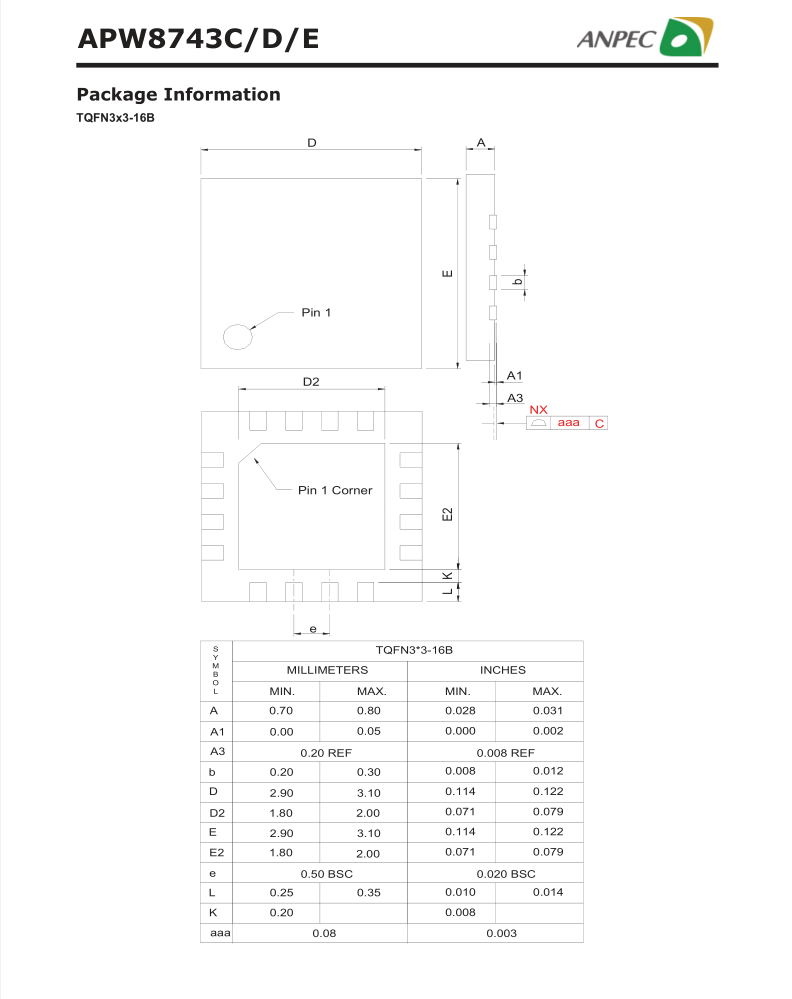 APW8743C/D/E
ANPEC
Package Information
TQFN3x3-16B
D
A
E
b
Pin 1
A1
A3
D2
NX
aaa C
Pin 1 Corner
E2
K
L
e
SYMBOL
TQFN3*3-16B
MILLIMETERS INCHES
MIN. MAX. MIN. MAX.
A 0.70 0.80 0.028 0.031
A1 0.00 0.05 0.000 0.002
A3 0.20 REF 0.008 REF
b 0.20 0.30 0.008 0.012
D 2.90 3.10 0.114 0.122
D2 1.80 2.00 0.071 0.079
E 2.90 3.10 0.114 0.122
E2 1.80 2.00 0.071 0.079
e 0.50 BSC 0.020 BSC
L 0.25 0.35 0.010 0.014
K 0.20 0.008
aaa 0.08 0.003